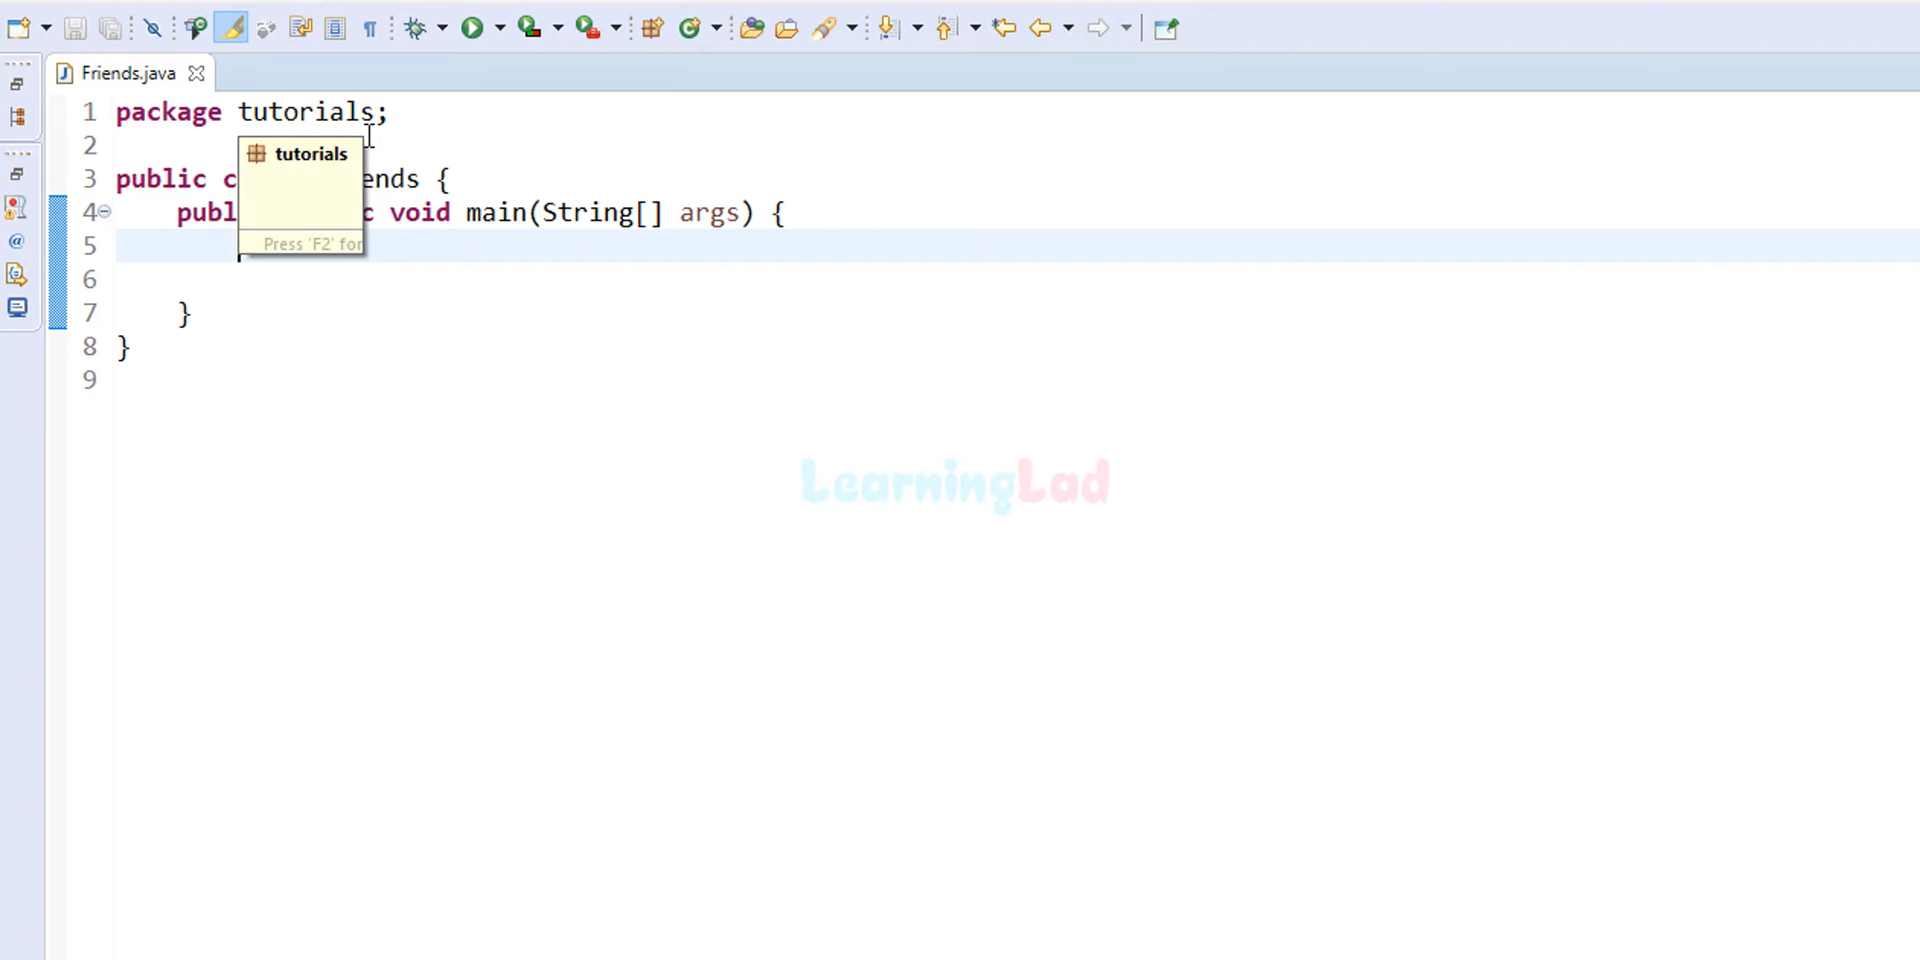 Friends.java
1 package tutorials;
2
tutorials
3 public c ends {
4 publ c void main(String[] args) {
5
Press 'F2' for
6
7 }
8 }
9
LearningLad